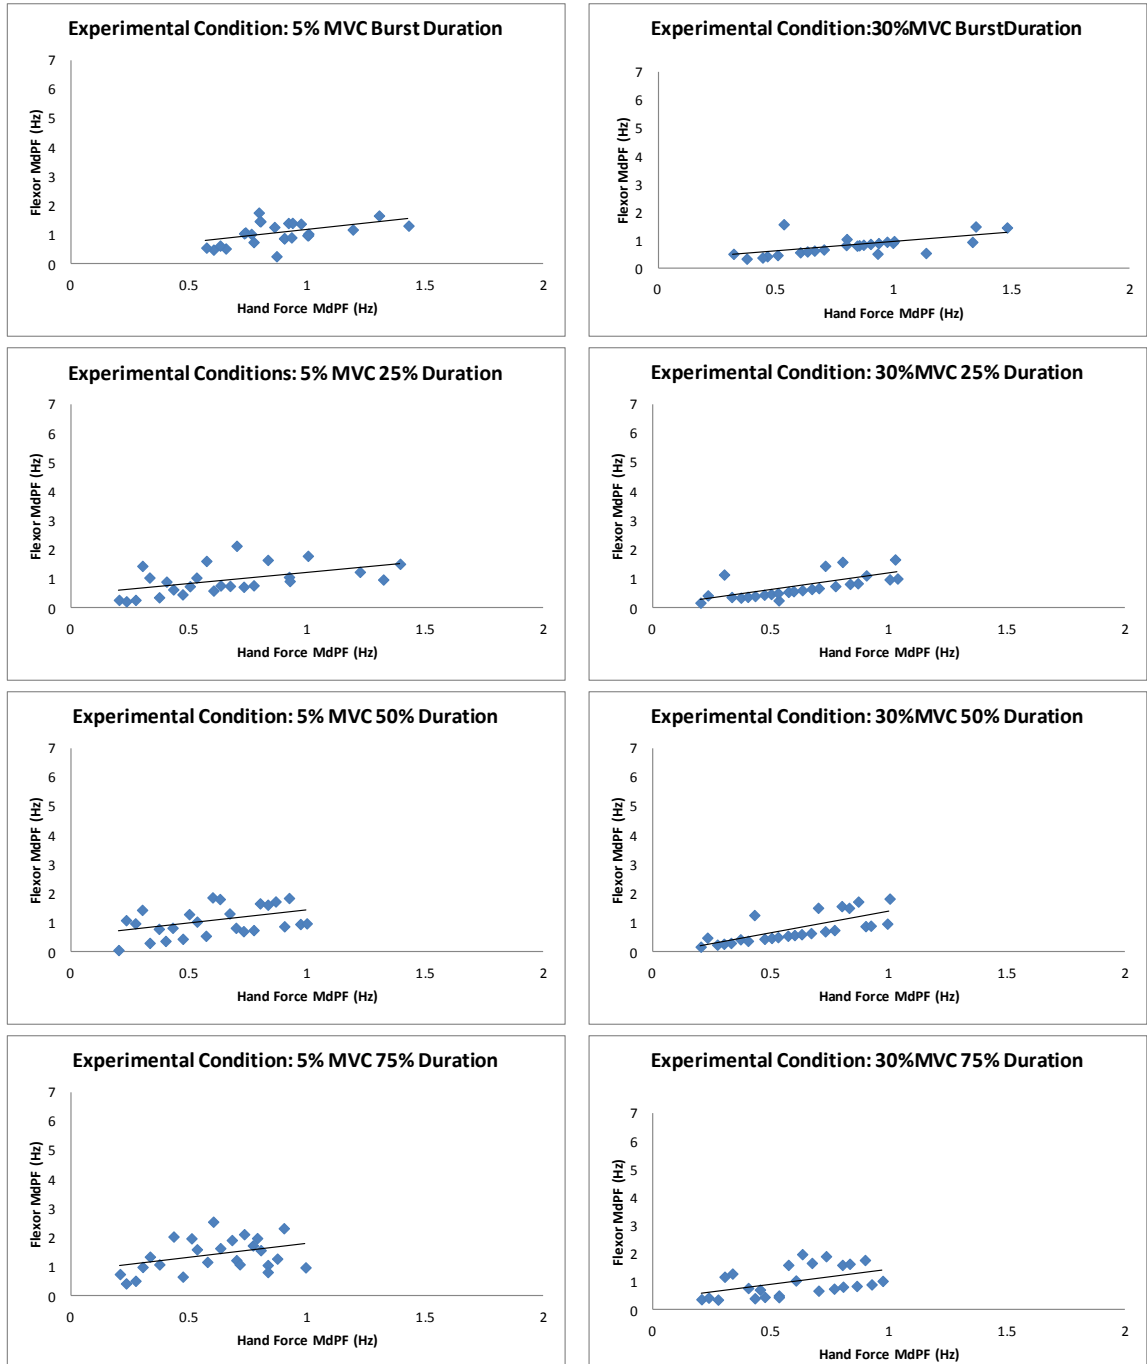 Experimental Condition: 5% MVC Burst Duration
7
6
5
4
3
2
1
0
Flexor MdPF (Hz)
0 0.5 1 1.5 2
Hand Force MdPF (Hz)
Experimental Condition:30%MVC BurstDuration
7
6
5
4
3
2
1
0
Flexor MdPF (Hz)
0 0.5 1 1.5 2
Hand Force MdPF (Hz)
Experimental Conditions: 5% MVC 25% Duration
7
6
5
4
3
2
1
0
Flexor MdPF (Hz)
0 0.5 1 1.5 2
Hand Force MdPF (Hz)
Experimental Condition: 30%MVC 25% Duration
7
6
5
4
3
2
1
0
Flexor MdPF (Hz)
0 0.5 1 1.5 2
Hand Force MdPF (Hz)
Experimental Condition: 5% MVC 50% Duration
7
6
5
4
3
2
1
0
Flexor MdPF (Hz)
0 0.5 1 1.5 2
Hand Force MdPF (Hz)
Experimental Condition: 30%MVC 50% Duration
7
6
5
4
3
2
1
0
Flexor MdPF (Hz)
0 0.5 1 1.5 2
Hand Force MdPF (Hz)
Experimental Condition: 5% MVC 75% Duration
7
6
5
4
3
2
1
0
Flexor MdPF (Hz)
0 0.5 1 1.5 2
Hand Force MdPF (Hz)
Experimental Condition: 30%MVC 75% Duration
7
6
5
4
3
2
1
0
Flexor MdPF (Hz)
0 0.5 1 1.5 2
Hand Force MdPF (Hz)